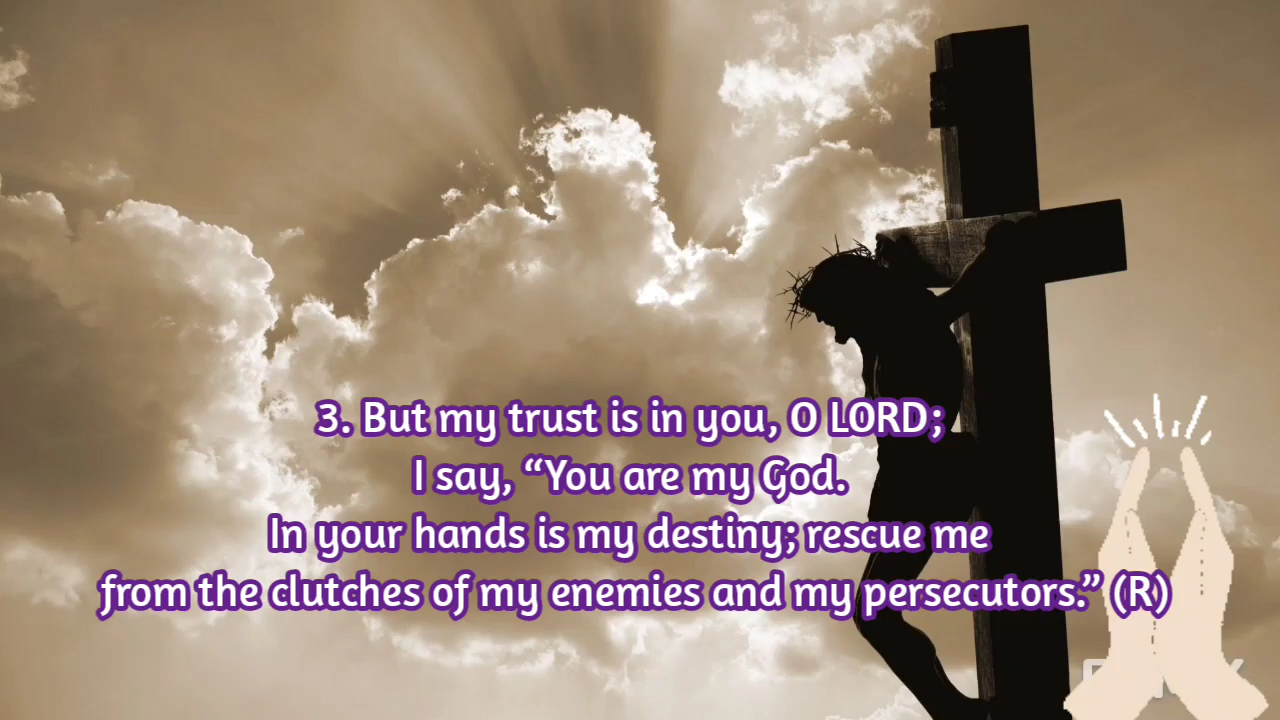 3. But my trust is in you, O LORD;
I say, “You are my God.
In your hands is my destiny; rescue me
from the clutches of my enemies and my persecutors.” (R)